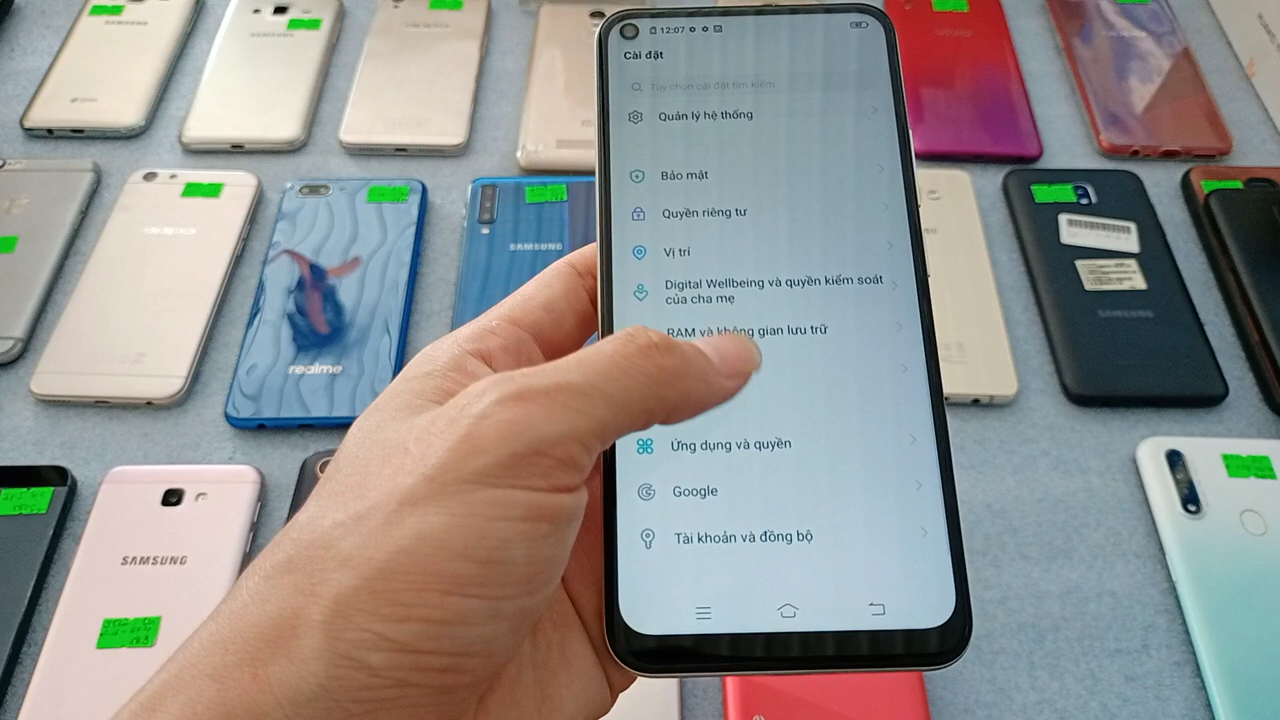 SAMSUNG
vivo
12:07
Cài đặt
Tùy chọn cài đặt tìm kiếm
Quản lý hệ thống
Bảo mật
Quyền riêng tư
Vị trí
Digital Wellbeing và quyền kiểm soát
của cha mẹ
RAM và không gian lưu trữ
Ứng dụng và quyền
Google
Tài khoản và đồng bộ
SAMSUNG
realme
SAMSUNG
SAMSUNG